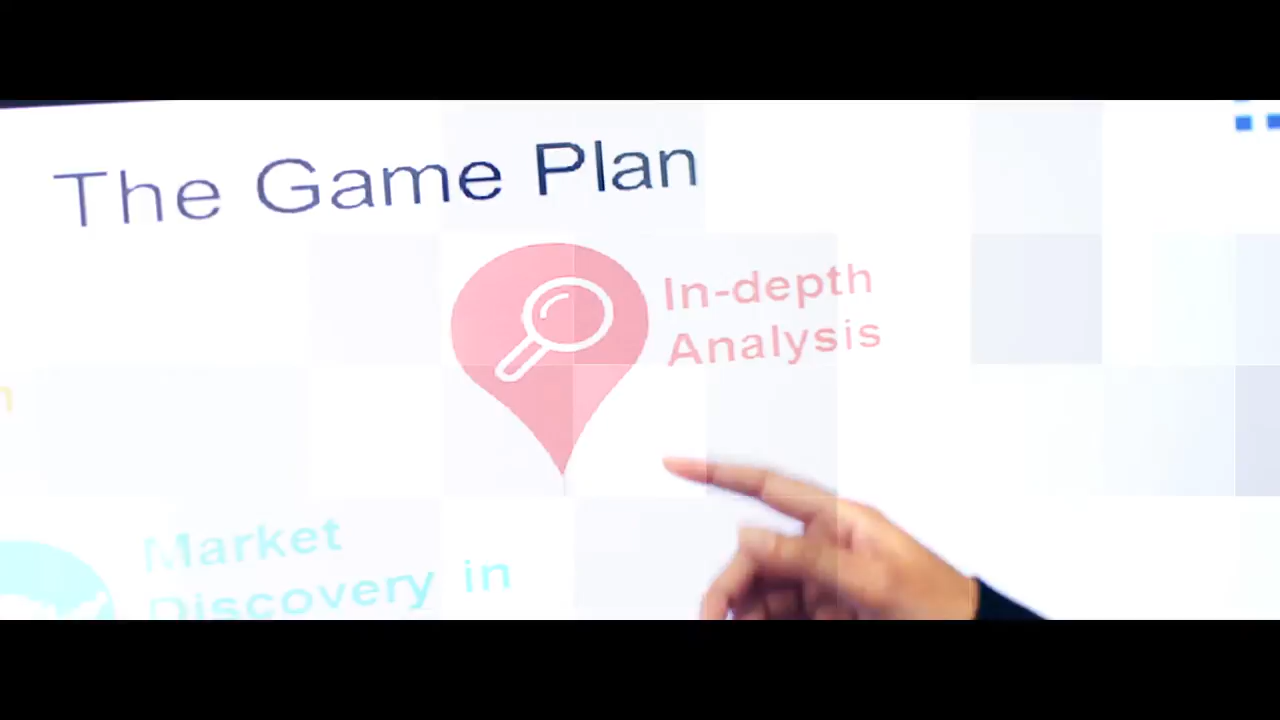 The Game Plan
In-depth
Analysis
Market
Discovery in